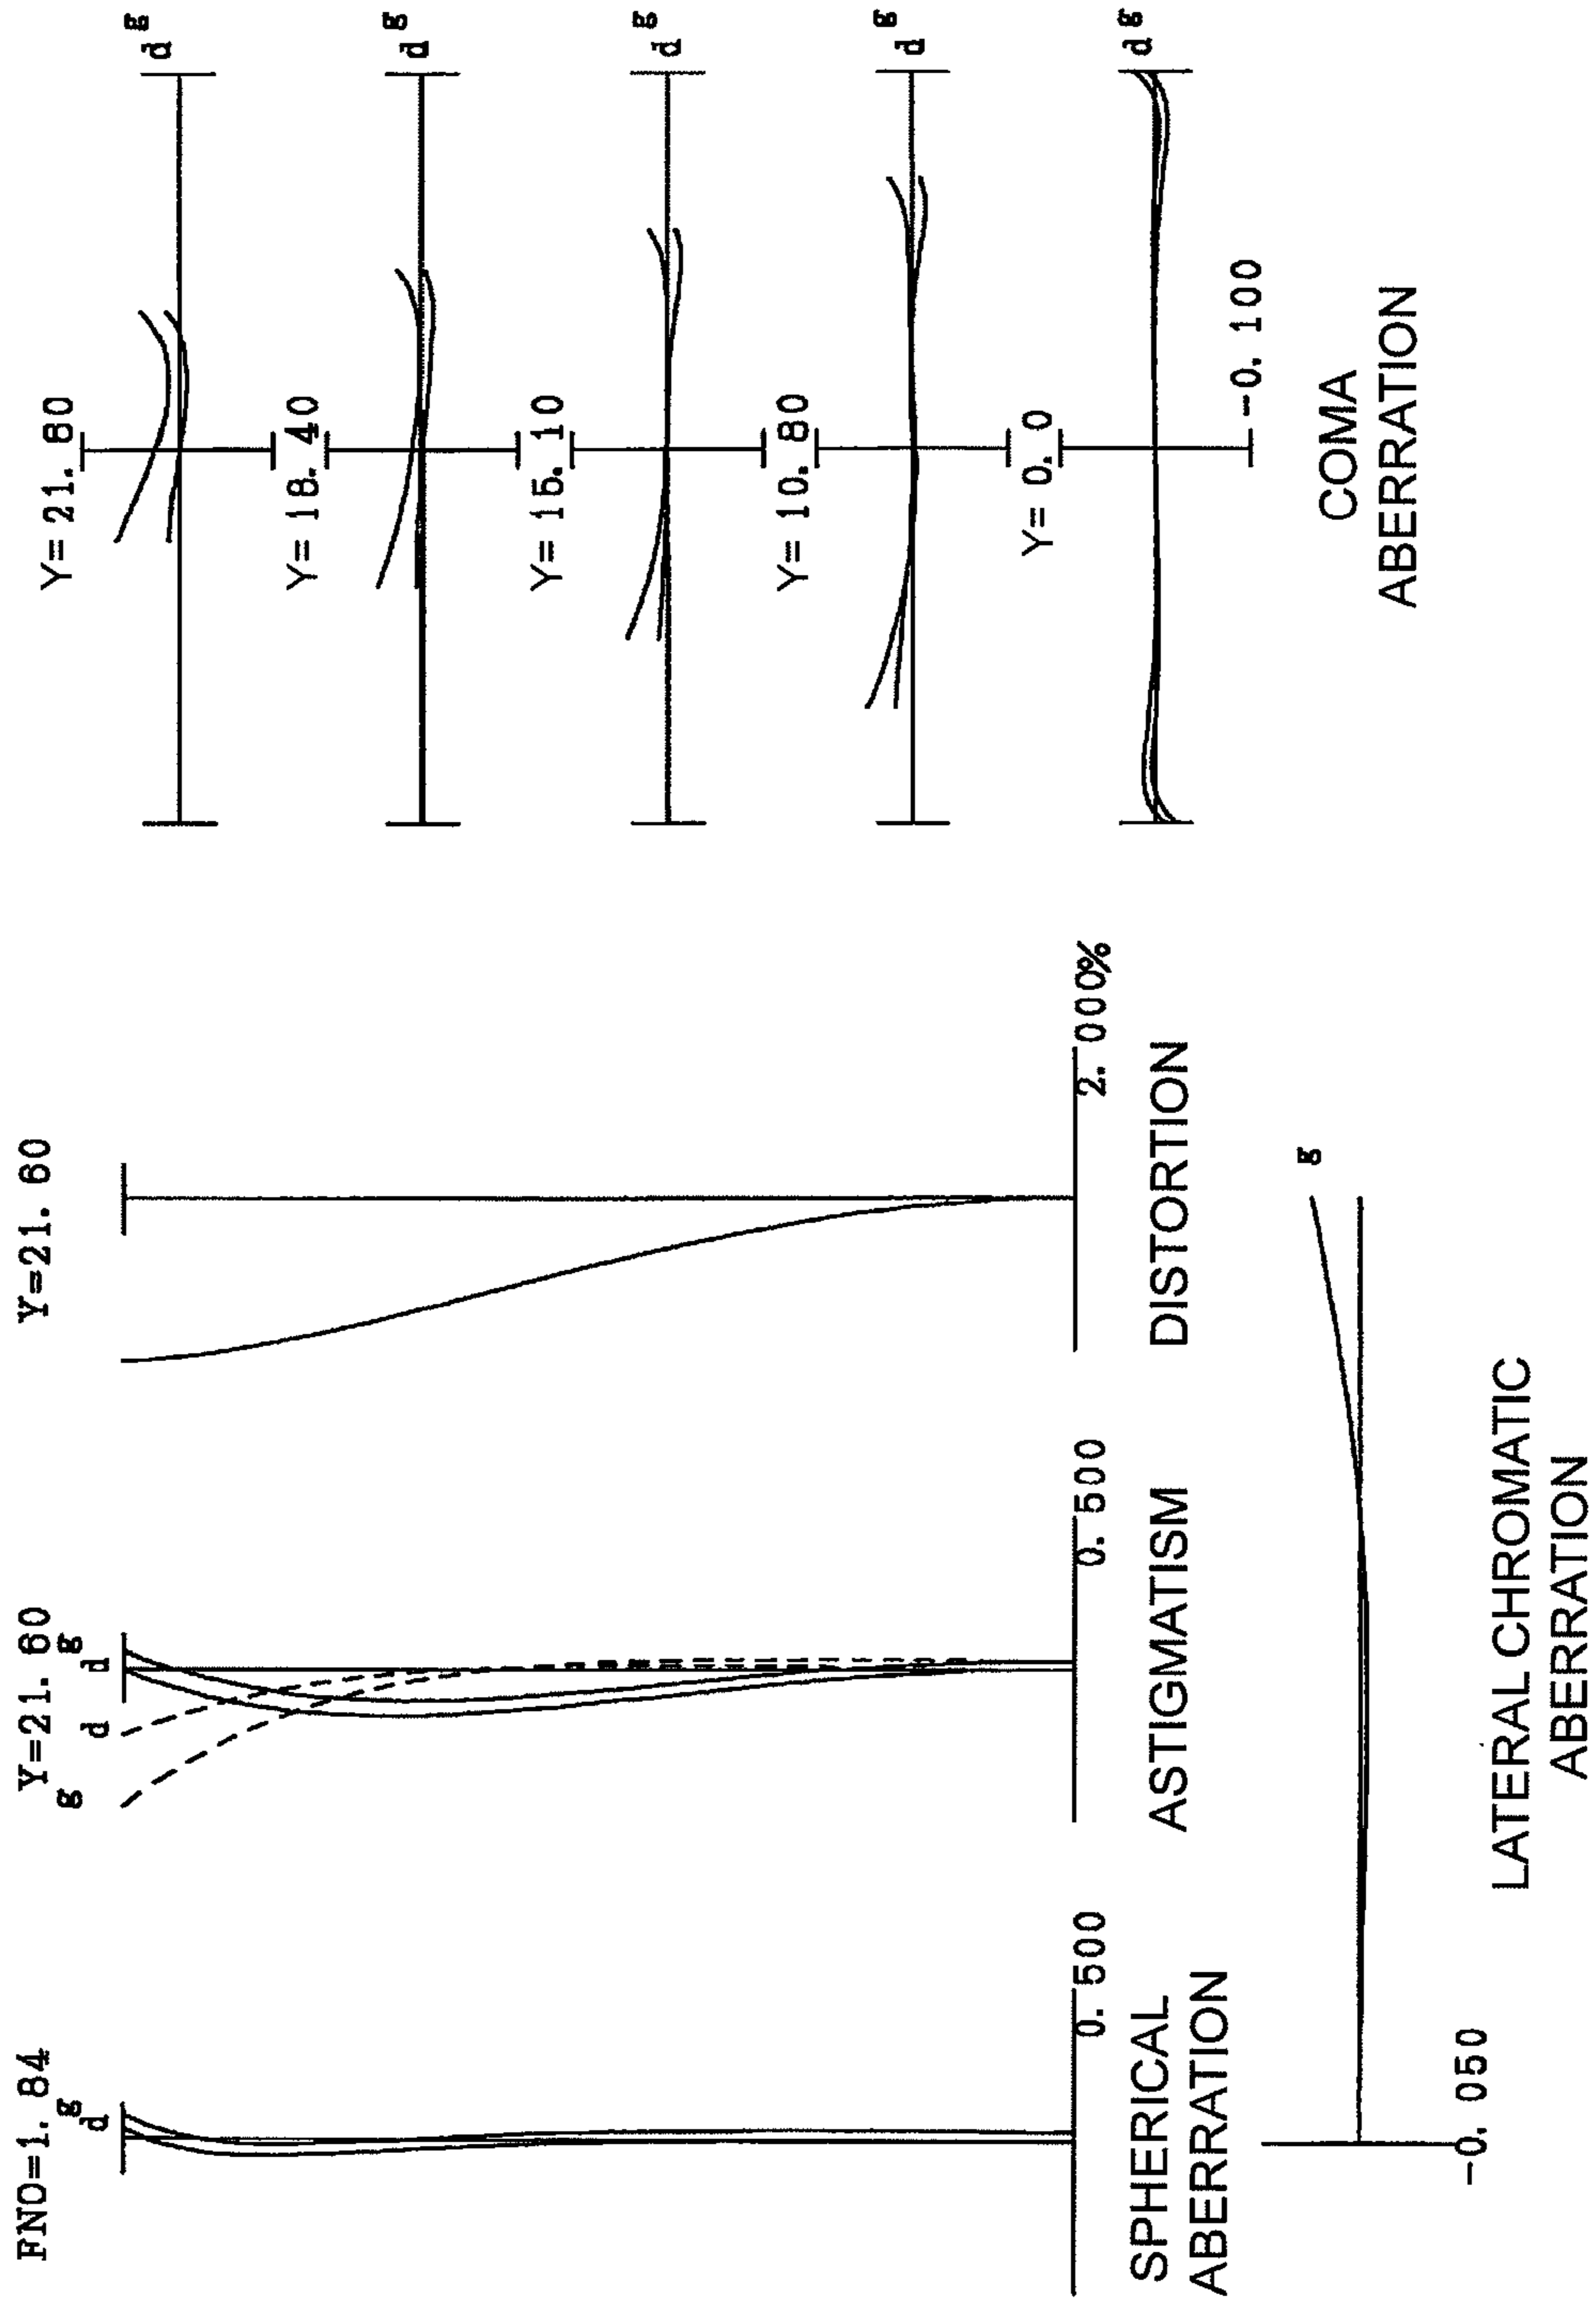 FNO=1. 84
d g
0. 500
SPHERICAL
ABERRATION
Y=21. 60
g d d g
0. 500
ASTIGMATISM
Y=21. 60
2. 000%
DISTORTION
Y= 21. 80
d g
Y= 18. 40
d g
Y= 15. 10
d g
Y= 10. 80
d g
Y= 0. 0
d g
-0. 100
COMA
ABERRATION
g
-0. 050
LATERAL CHROMATIC
ABERRATION